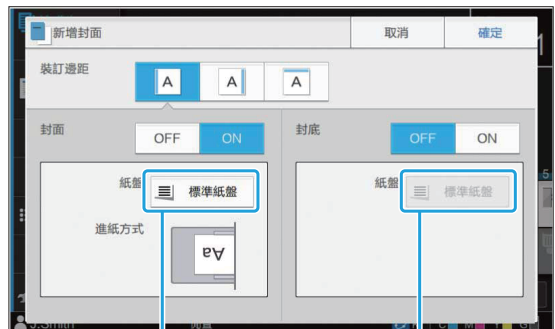 新增封面 取消 確定
裝訂邊距 A A A
封面 OFF ON 封底 OFF ON
紙盤 標準紙盤 紙盤 標準紙盤
進紙方式 Aa
J.Smith